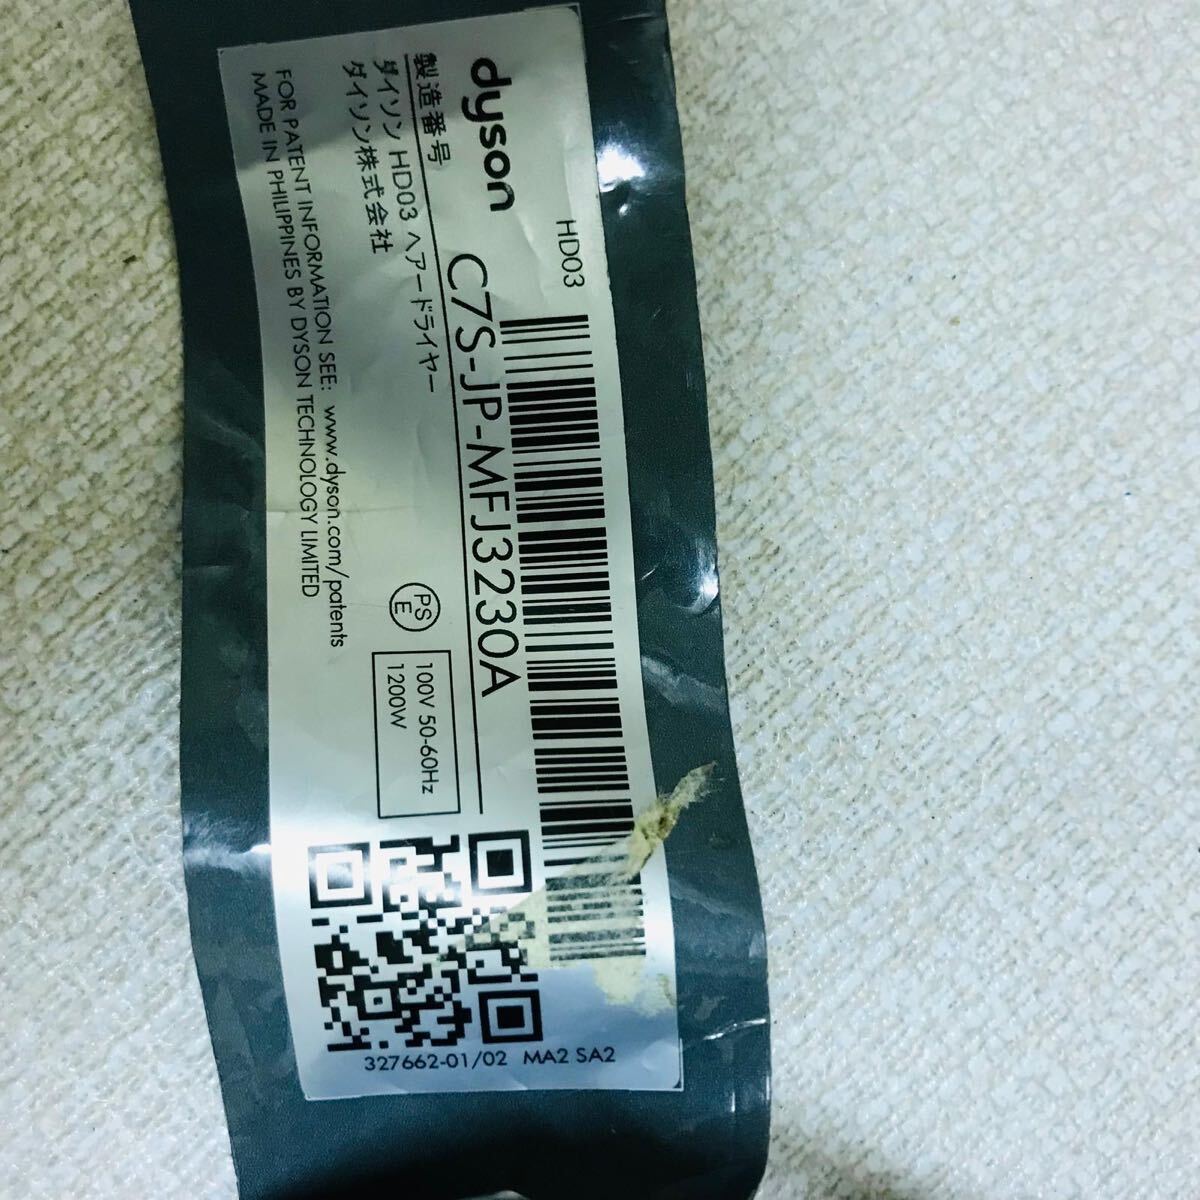 dyson
HD03
製造番号 C7S-JP-MFJ3230A
ダイソン HD03 ヘアードライヤー
ダイソン株式会社
PS
E
100V 50-60Hz
1200W
FOR PATENT INFORMATION SEE: www.dyson.com/patents
MADE IN PHILIPPINES BY DYSON TECHNOLOGY LIMITED
327662-01/02 MA2 SA2